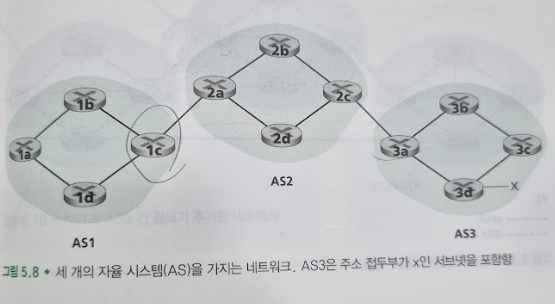 2b
1b
2a
2c
3b
1a
1c
3a
3c
2d
1d
3d
X
AS2
AS1
AS3
그림 5.8 ◆ 세 개의 자율 시스템(AS)을 가지는 네트워크. AS3은 주소 접두부가 x인 서브넷을 포함함